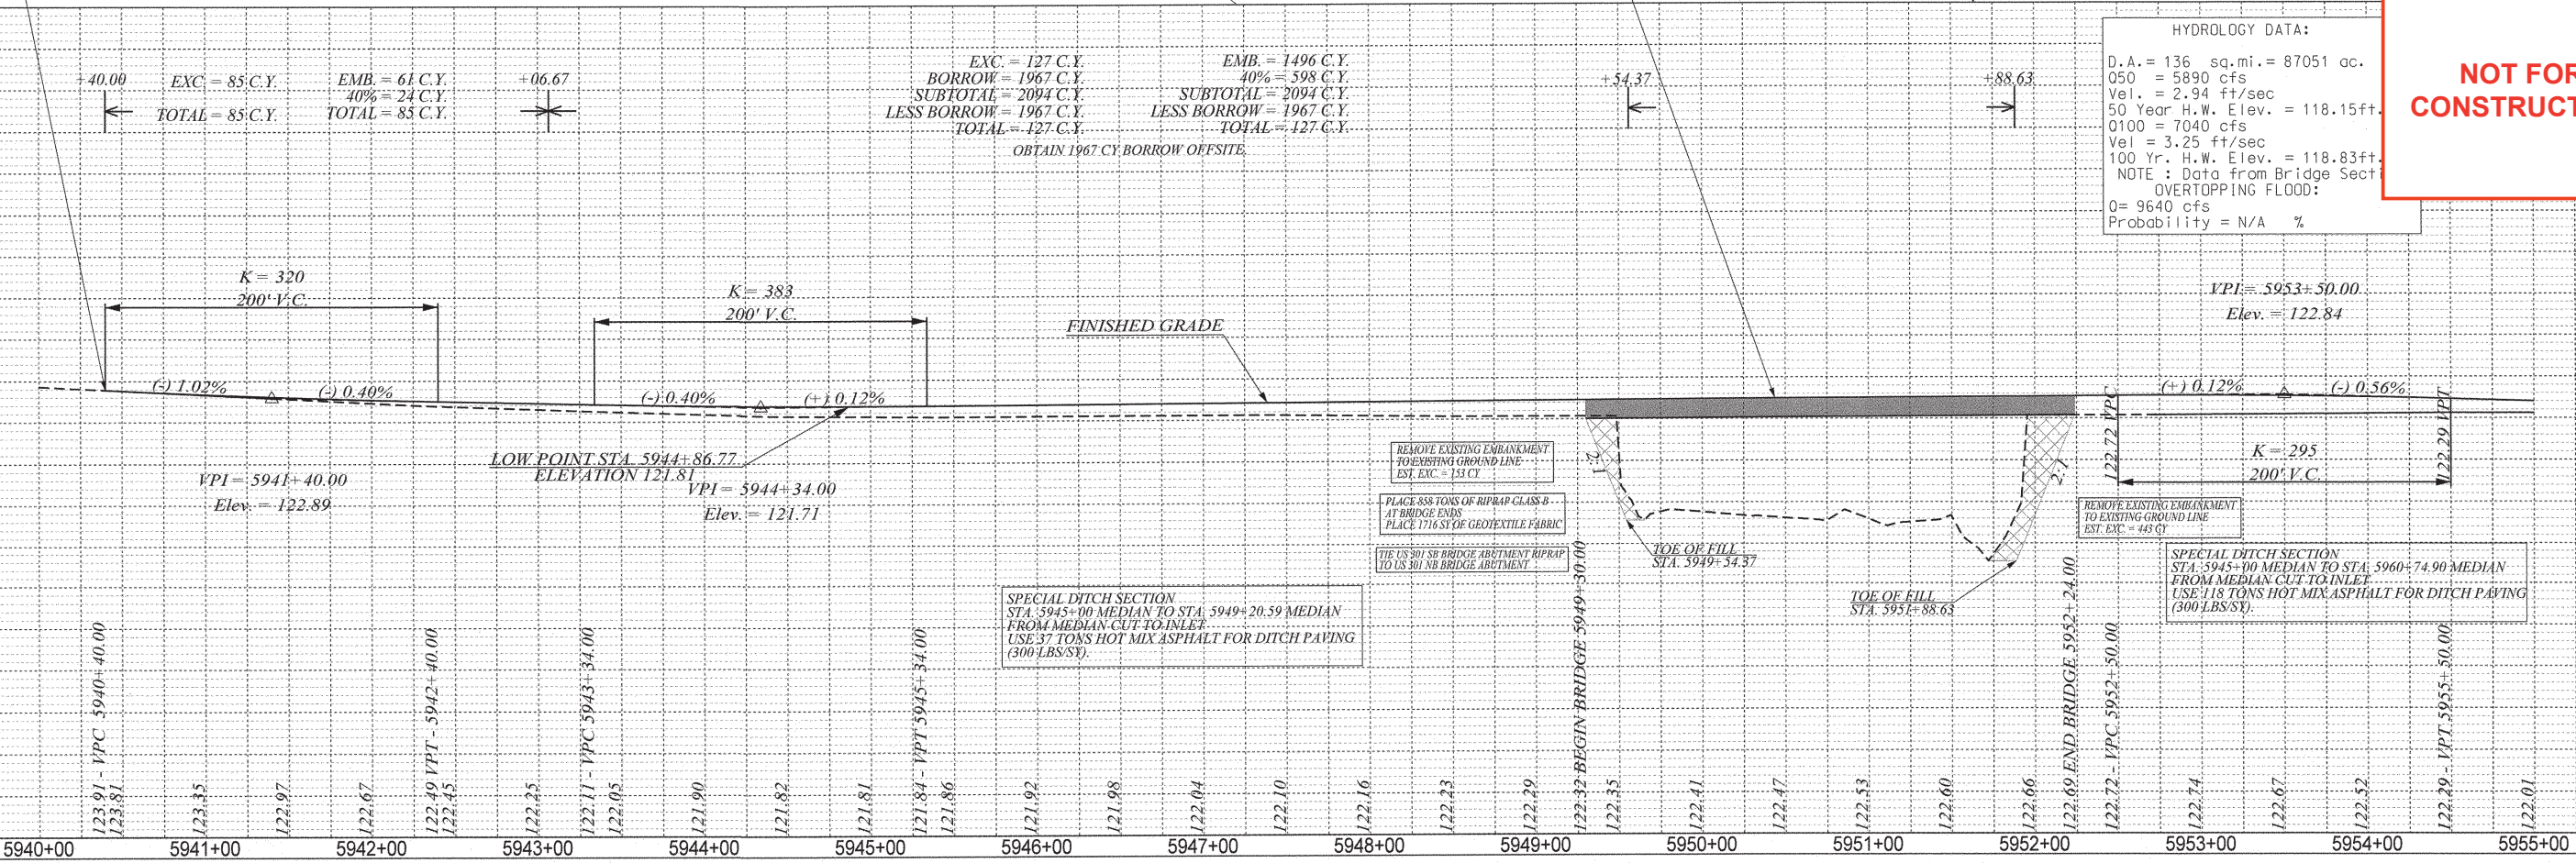 HYDROLOGY DATA:
D.A.= 136 sq.mi.= 87051 ac.
Q50 = 5890 cfs
Vel. = 2.94 ft/sec
50 Year H.W. Elev. = 118.15ft.
Q100 = 7040 cfs
Vel = 3.25 ft/sec
100 Yr. H.W. Elev. = 118.83ft.
NOTE : Data from Bridge Secti
OVERTOPPING FLOOD:
Q= 9640 cfs
Probability = N/A %
NOT FOR
CONSTRUCT
+40.00
EXC = 85 C.Y.
TOTAL = 85 C.Y.
EMB. = 61 C.Y.
40% = 24 C.Y.
TOTAL = 85 C.Y.
+06.67
EXC. = 127 C.Y.
BORROW = 1967 C.Y.
SUBTOTAL = 2094 C.Y.
LESS BORROW = 1967 C.Y.
TOTAL = 127 C.Y.
EMB. = 1496 C.Y.
40% = 598 C.Y.
SUBTOTAL = 2094 C.Y.
LESS BORROW = 1967 C.Y.
TOTAL = 127 C.Y.
OBTAIN 1967 CY BORROW OFFSITE
+54.37
+88.63
K = 320
200' V.C.
K = 383
200' V.C.
FINISHED GRADE
VPI = 5953+50.00
Elev. = 122.84
(-) 1.02%
(-) 0.40%
(-) 0.40%
(+) 0.12%
(+) 0.12%
(-) 0.56%
LOW POINT STA. 5944+86.77
ELEVATION 121.81
VPI = 5941+40.00
Elev. = 122.89
VPI = 5944+34.00
Elev. = 121.71
REMOVE EXISTING EMBANKMENT
TO EXISTING GROUND LINE
EST. EXC. = 153 CY
PLACE 858 TONS OF RIPRAP CLASS B
AT BRIDGE ENDS
PLACE 1716 SY OF GEOTEXTILE FABRIC
TIE US 301 SB BRIDGE ABUTMENT RIPRAP
TO US 301 NB BRIDGE ABUTMENT
2:1
2:1
TOE OF FILL
STA. 5949+54.37
TOE OF FILL
STA. 5951+88.63
K = 295
200' V.C.
REMOVE EXISTING EMBANKMENT
TO EXISTING GROUND LINE
EST. EXC. = 443 CY
SPECIAL DITCH SECTION
STA. 5945+00 MEDIAN TO STA. 5949+20.59 MEDIAN
FROM MEDIAN CUT TO INLET
USE 37 TONS HOT MIX ASPHALT FOR DITCH PAVING
(300 LBS/SY).
SPECIAL DITCH SECTION
STA. 5945+00 MEDIAN TO STA. 5960+74.90 MEDIAN
FROM MEDIAN CUT TO INLET
USE 118 TONS HOT MIX ASPHALT FOR DITCH PAVING
(300 LBS/SY).
122.72 VPC
122.29 VPT
123.91 - VPC 5940+40.00
123.81
123.35
122.97
122.67
122.49 VPT - 5942+40.00
122.45
122.25
122.11 - VPC 5943+34.00
122.05
121.90
121.82
121.81
121.84 - VPT 5945+34.00
121.86
121.92
121.98
122.04
122.10
122.16
122.23
122.29
122.32 BEGIN BRIDGE 5949+30.00
122.35
122.41
122.47
122.53
122.60
122.66
122.69 END BRIDGE 5952+24.00
122.72 - VPC 5952+50.00
122.74
122.67
122.52
122.29 - VPT 5955+50.00
122.01
5940+00
5941+00
5942+00
5943+00
5944+00
5945+00
5946+00
5947+00
5948+00
5949+00
5950+00
5951+00
5952+00
5953+00
5954+00
5955+00